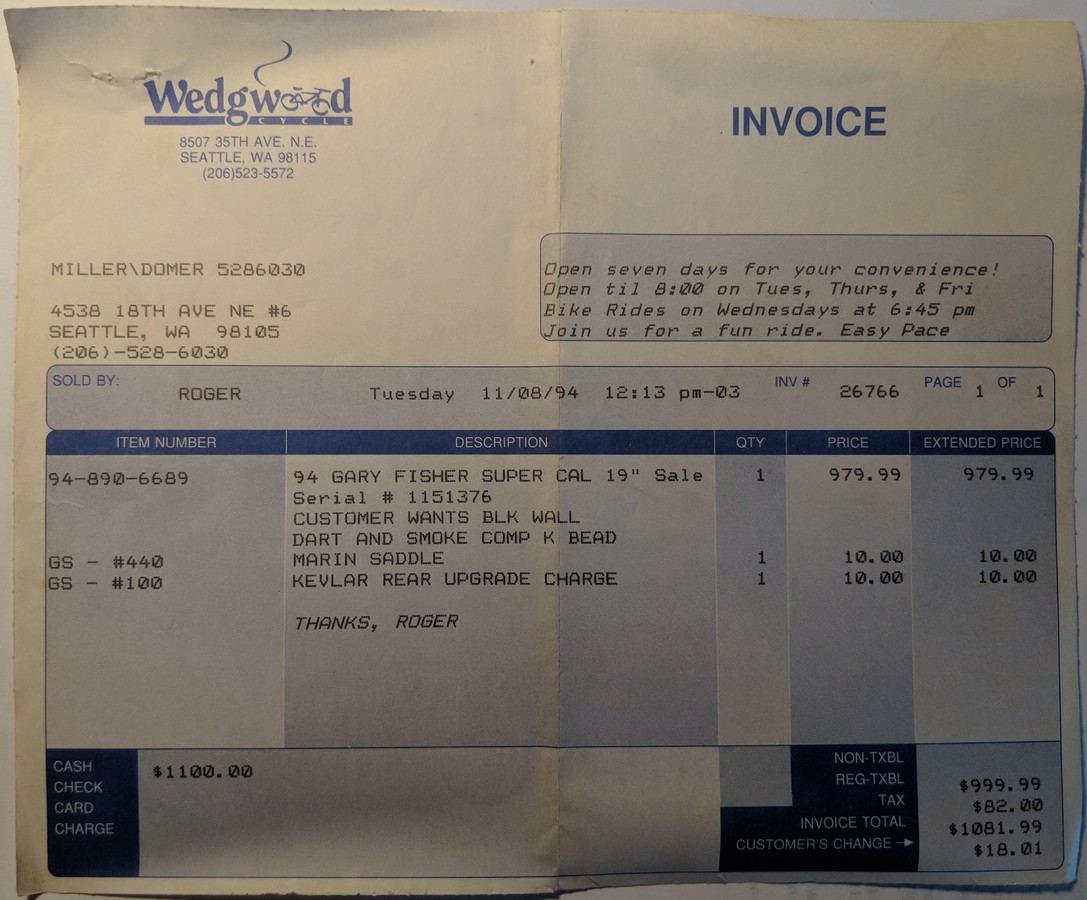 Wedgwood
CYCLE
8507 35TH AVE. N.E.
SEATTLE, WA 98115
(206)523-5572
INVOICE
MILLER\DOMER 5286030
4538 18TH AVE NE #6
SEATTLE, WA 98105
(206)-528-6030
Open seven days for your convenience!
Open til 8:00 on Tues, Thurs, & Fri
Bike Rides on Wednesdays at 6:45 pm
Join us for a fun ride. Easy Pace
SOLD BY: ROGER Tuesday 11/08/94 12:13 pm-03 INV # 26766 PAGE 1 OF 1
ITEM NUMBER DESCRIPTION QTY PRICE EXTENDED PRICE
94-890-6689 94 GARY FISHER SUPER CAL 19" Sale 1 979.99 979.99
Serial # 1151376
CUSTOMER WANTS BLK WALL
DART AND SMOKE COMP K BEAD
GS - #440 MARIN SADDLE 1 10.00 10.00
GS - #100 KEVLAR REAR UPGRADE CHARGE 1 10.00 10.00
THANKS, ROGER
CASH $1100.00
CHECK
CARD
CHARGE
NON-TXBL
REG-TXBL $999.99
TAX $82.00
INVOICE TOTAL $1081.99
CUSTOMER'S CHANGE → $18.01